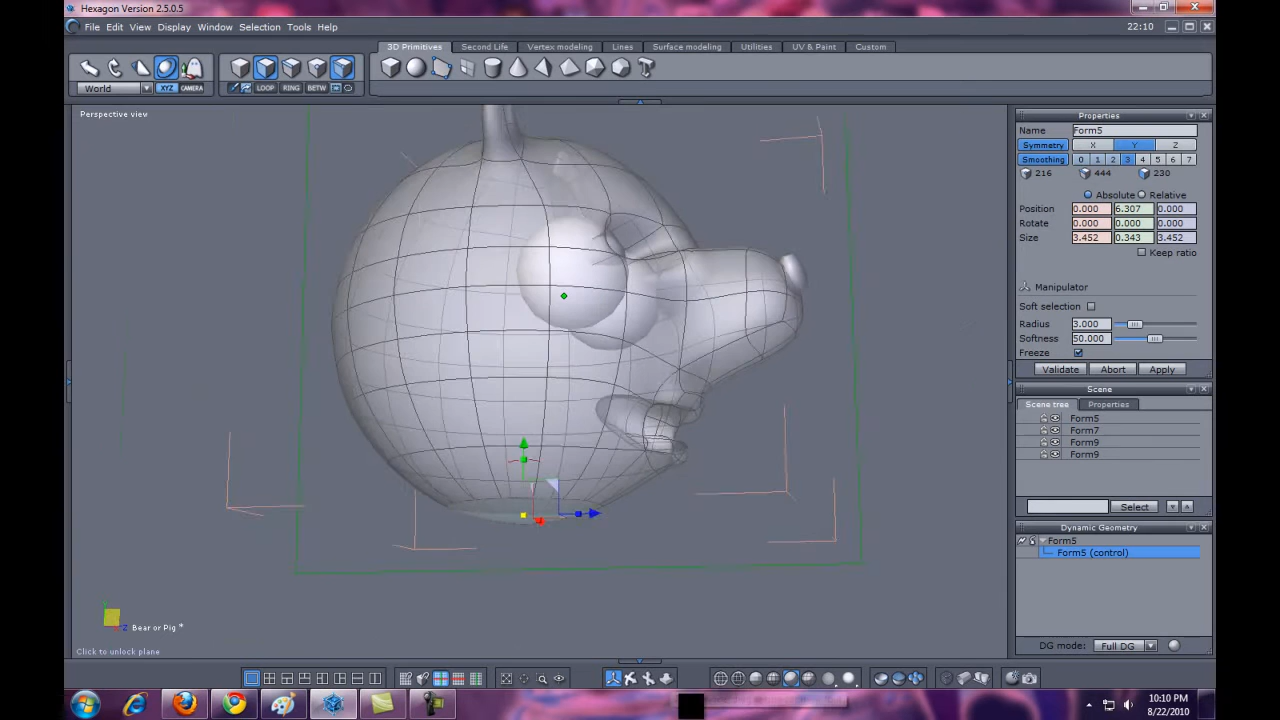 Hexagon Version 2.5.0.5
File Edit View Display Window Selection Tools Help
22:10
3D Primitives Second Life Vertex modeling Lines Surface modeling Utilities UV & Paint Custom
World XYZ CAMERA LOOP RING BETW
Perspective view
Properties
Name Form5
Symmetry X Y Z
Smoothing 0 1 2 3 4 5 6 7
216 444 230
Absolute Relative
Position 0.000 6.307 0.000
Rotate 0.000 0.000 0.000
Size 3.452 0.343 3.452
Keep ratio
Manipulator
Soft selection
Radius 3.000
Softness 50.000
Freeze
Validate Abort Apply
Scene
Scene tree Properties
Form5
Form7
Form9
Form9
Select
Dynamic Geometry
Form5
Form5 (control)
Bear or Pig *
Click to unlock plane
DG mode: Full DG
10:10 PM
8/22/2010